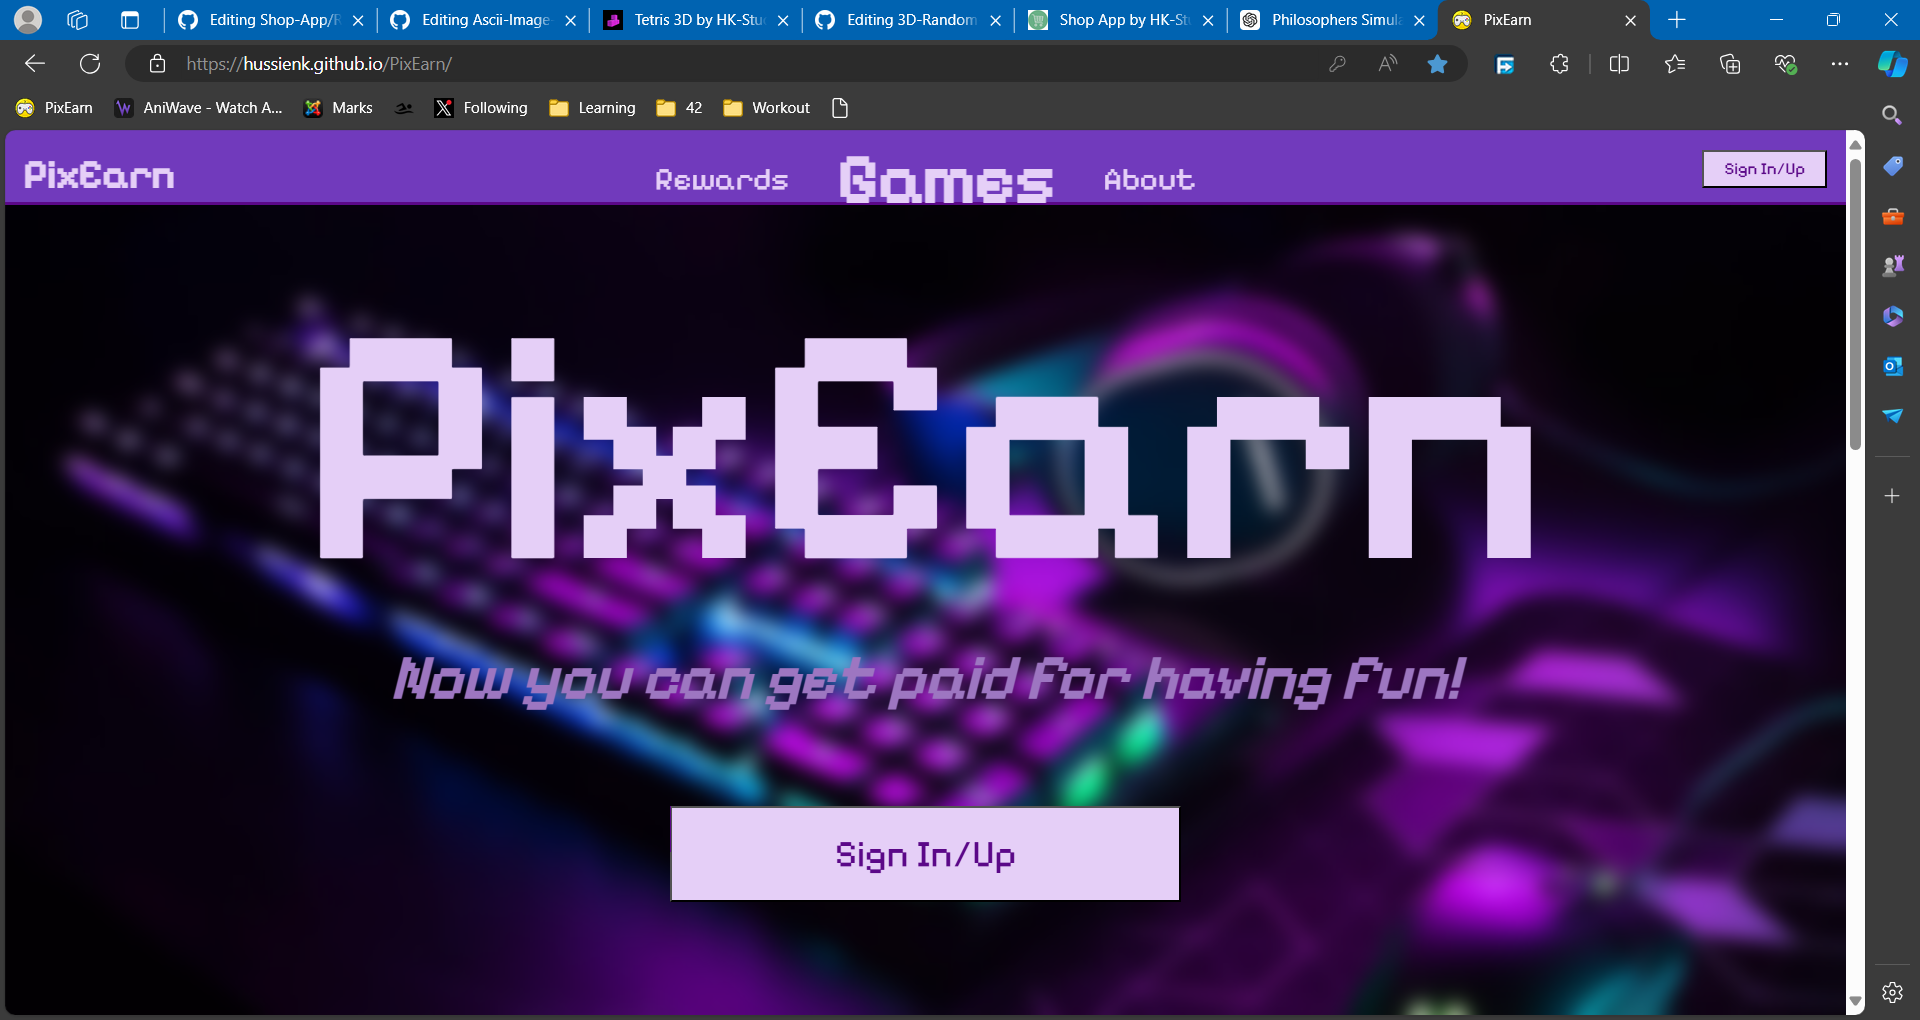 Editing Shop-App/R
Editing Ascii-Image-
Tetris 3D by HK-Stu
Editing 3D-Random
Shop App by HK-St
Philosophers Simula
PixEarn
https://hussienk.github.io/PixEarn/
PixEarn
AniWave - Watch A...
Marks
Following
Learning
42
Workout
PixEarn
Rewards
Games
About
Sign In/Up
PixEarn
Now you can get paid for having fun!
Sign In/Up